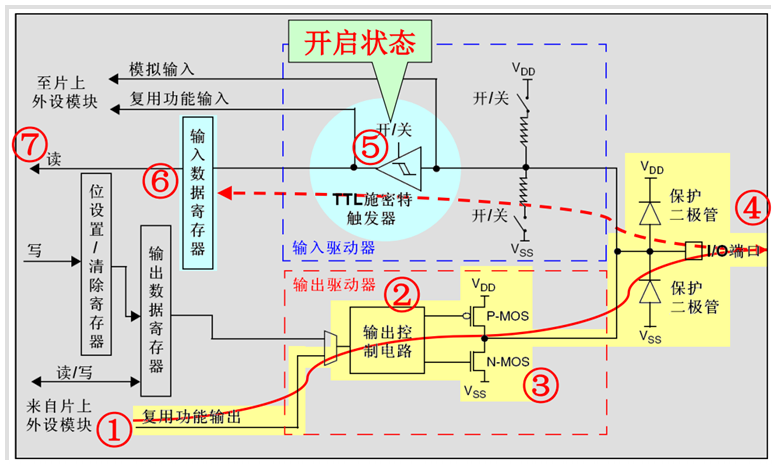 开启状态
模拟输入
至片上
外设模块
复用功能输入
VDD
开/关
开/关
⑦
读
⑥
输入数据寄存器
⑤
TTL施密特
触发器
开/关
VSS
输入驱动器
VDD
保护
二极管
④
I/O端口
保护
二极管
VSS
位设置/清除寄存器
写
输出数据寄存器
读/写
来自片上
外设模块
①
复用功能输出
输出驱动器
②
输出控
制电路
VDD
P-MOS
N-MOS
VSS
③